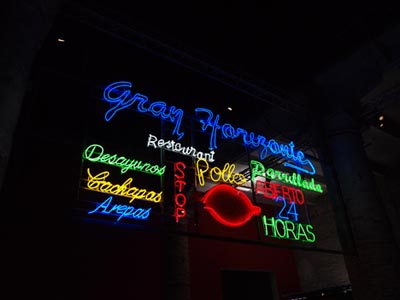 Gran Horizonte
Restaurant
Desayunos
Cachapas
Arepas
STOP
Pollos
Parrillada
ABIERTO
24
HORAS